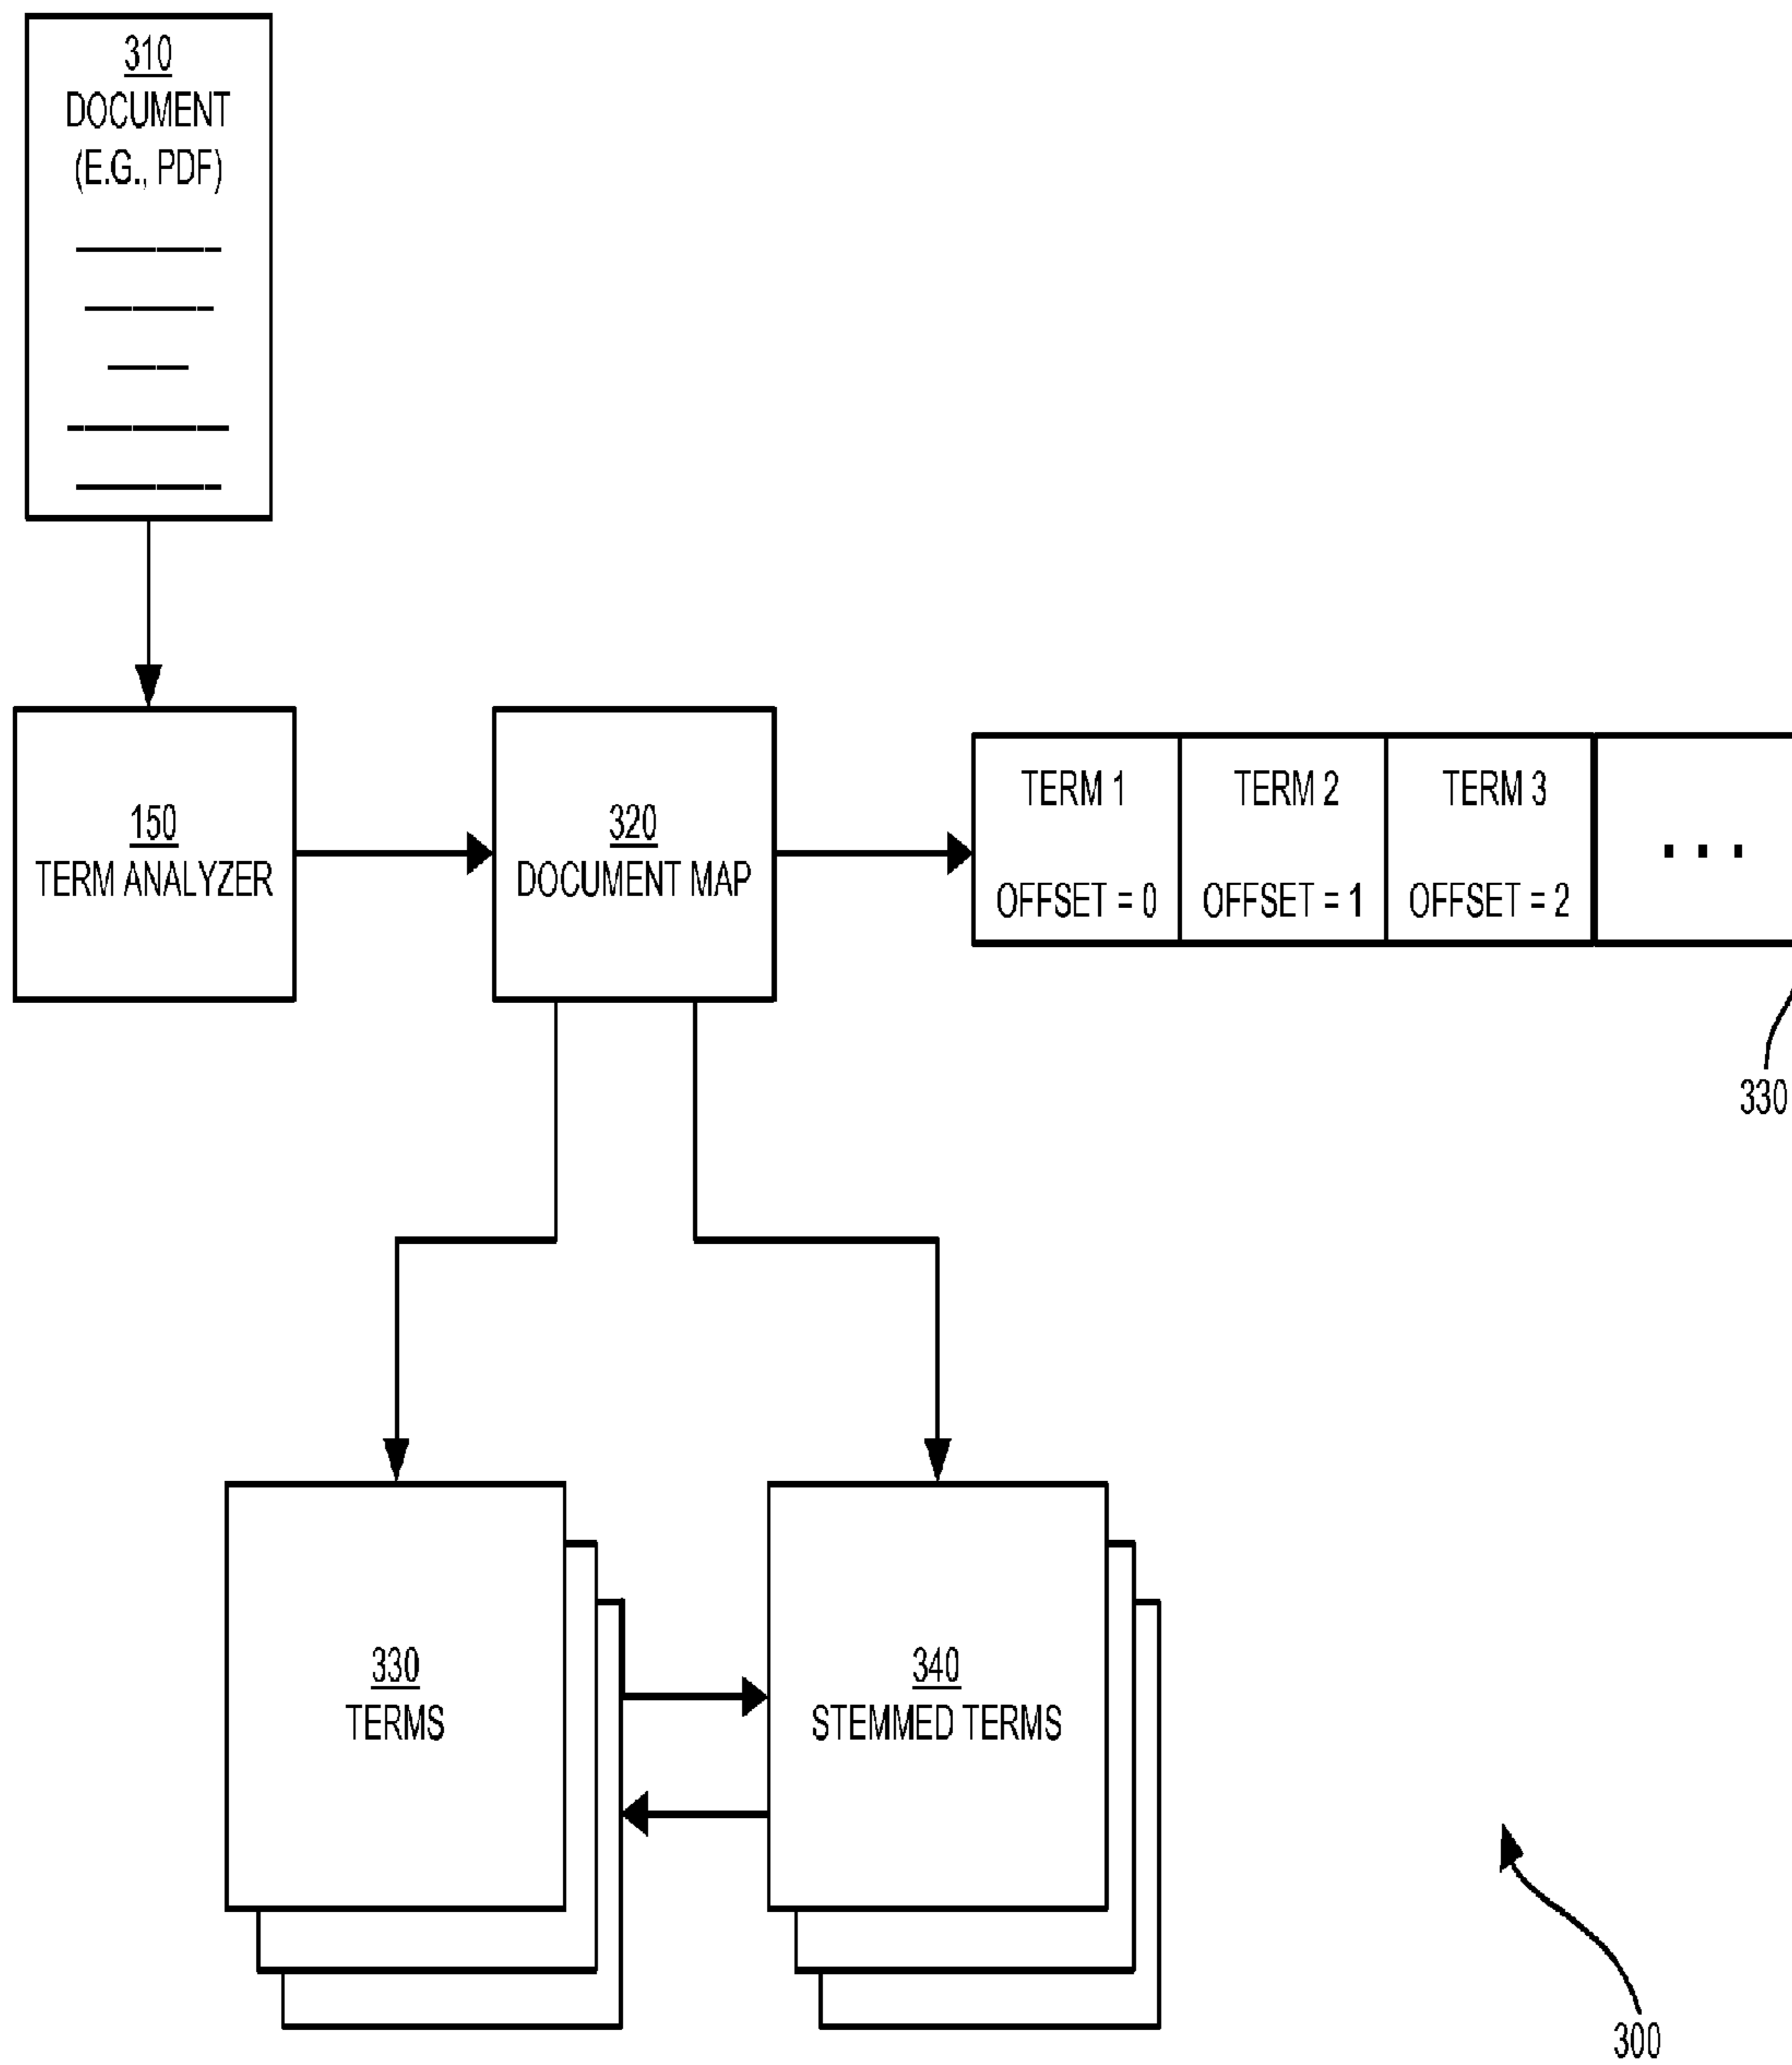 310
DOCUMENT
(E.G., PDF)
150
TERM ANALYZER
320
DOCUMENT MAP
TERM 1
OFFSET = 0
TERM 2
OFFSET = 1
TERM 3
OFFSET = 2
...
330
330
TERMS
340
STEMMED TERMS
300